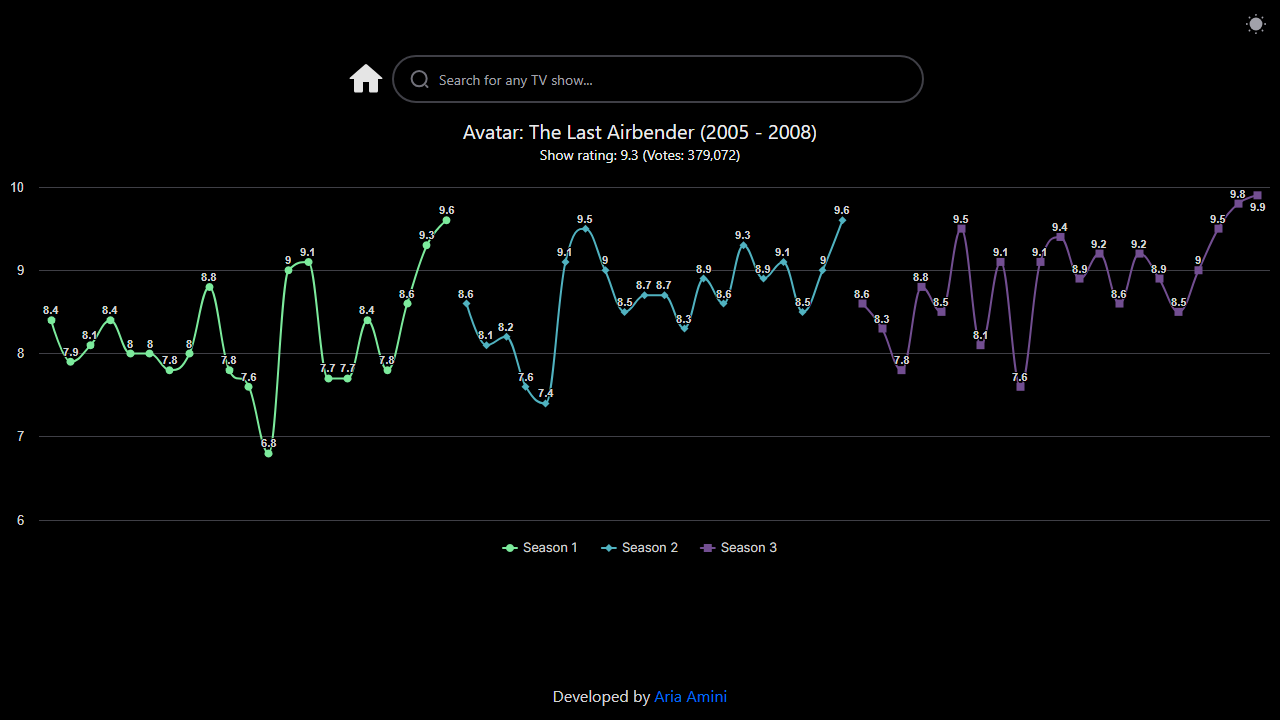 Search for any TV show...
Avatar: The Last Airbender (2005 - 2008)
Show rating: 9.3 (Votes: 379,072)
10
9
8
7
6
8.4 7.9 8.1 8.4 8 8 7.8 8 8.8 7.8 7.6 6.8 9 9.1 7.7 7.7 8.4 7.8 8.6 9.3 9.6
8.6 8.1 8.2 7.6 7.4 9.1 9.5 9 8.5 8.7 8.7 8.3 8.9 8.6 9.3 8.9 9.1 8.5 9 9.6
8.6 8.3 7.8 8.8 8.5 9.5 8.1 9.1 7.6 9.1 9.4 8.9 9.2 8.6 9.2 8.9 8.5 9 9.5 9.8 9.9
Season 1 Season 2 Season 3
Developed by Aria Amini